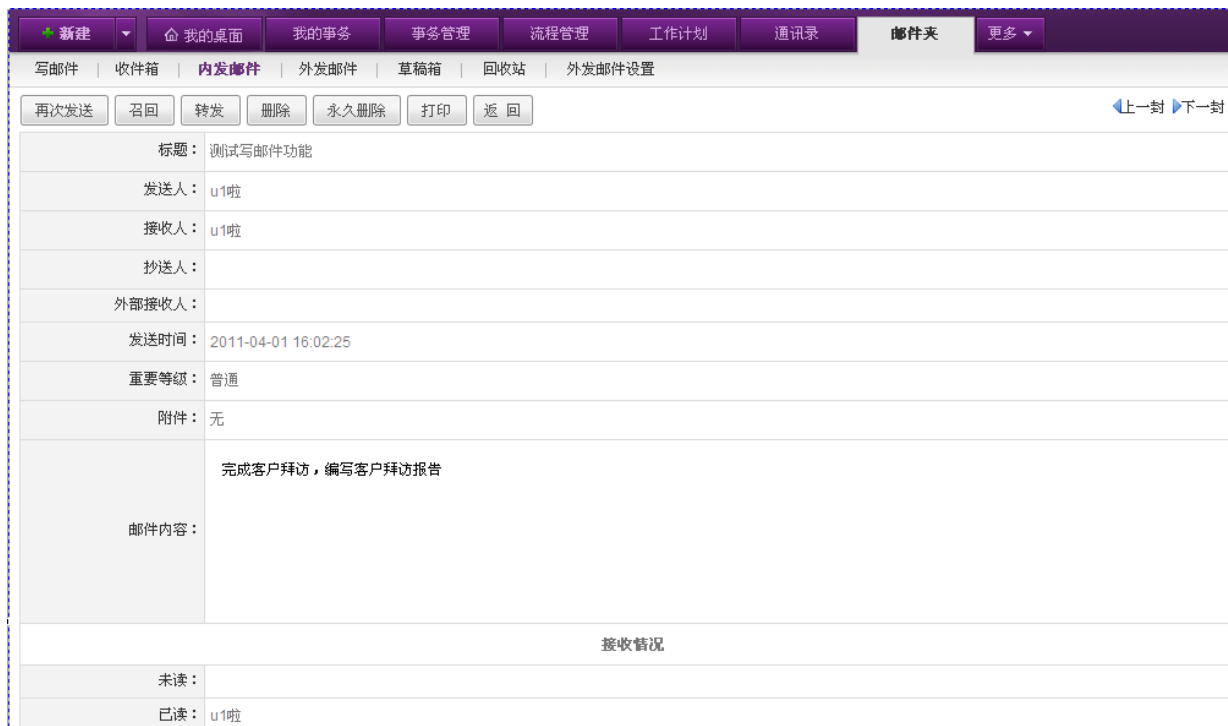 新建 我的桌面 我的事务 事务管理 流程管理 工作计划 通讯录 邮件夹 更多
写邮件 | 收件箱 | 内发邮件 | 外发邮件 | 草稿箱 | 回收站 | 外发邮件设置
再次发送 召回 转发 删除 永久删除 打印 返 回 上一封 下一封
标题： 测试写邮件功能
发送人： u1啦
接收人： u1啦
抄送人：
外部接收人：
发送时间： 2011-04-01 16:02:25
重要等级： 普通
附件： 无
完成客户拜访，编写客户拜访报告
邮件内容：
接收情况
未读：
已读： u1啦